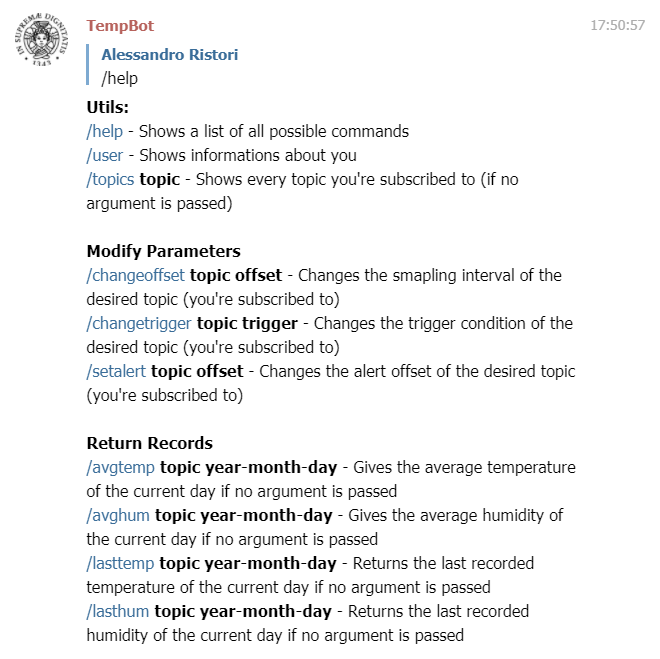 TempBot
17:50:57
Alessandro Ristori
/help
Utils:
/help - Shows a list of all possible commands
/user - Shows informations about you
/topics topic - Shows every topic you're subscribed to (if no
argument is passed)
Modify Parameters
/changeoffset topic offset - Changes the smapling interval of the
desired topic (you're subscribed to)
/changetrigger topic trigger - Changes the trigger condition of the
desired topic (you're subscribed to)
/setalert topic offset - Changes the alert offset of the desired topic
(you're subscribed to)
Return Records
/avgtemp topic year-month-day - Gives the average temperature
of the current day if no argument is passed
/avghum topic year-month-day - Gives the average humidity of
the current day if no argument is passed
/lasttemp topic year-month-day - Returns the last recorded
temperature of the current day if no argument is passed
/lasthum topic year-month-day - Returns the last recorded
humidity of the current day if no argument is passed